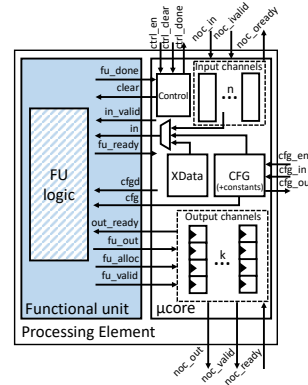 ctrl_en
ctrl_clear
ctrl_done
noc_in
noc_ivalid
noc_oready
fu_done
clear
in_valid
in
fu_ready
cfgd
cfg
out_ready
fu_out
fu_alloc
fu_valid
FU
logic
Control
Input channels
n
...
XData
CFG
(+constants)
cfg_en
cfg_in
cfg_out
Output channels
k
...
Functional unit
μcore
Processing Element
noc_out
noc_valid
noc_ready